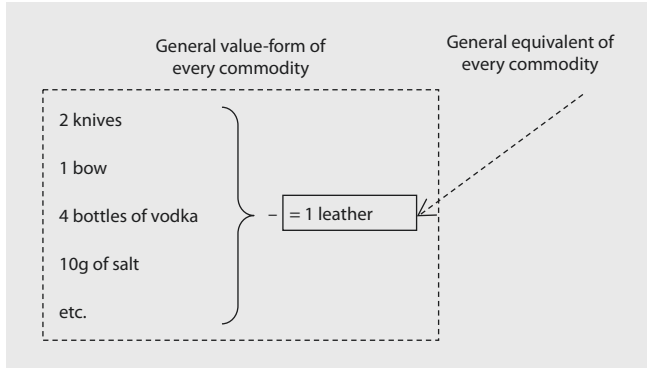 General value-form of
every commodity
General equivalent of
every commodity
2 knives
1 bow
4 bottles of vodka
– = 1 leather
10g of salt
etc.